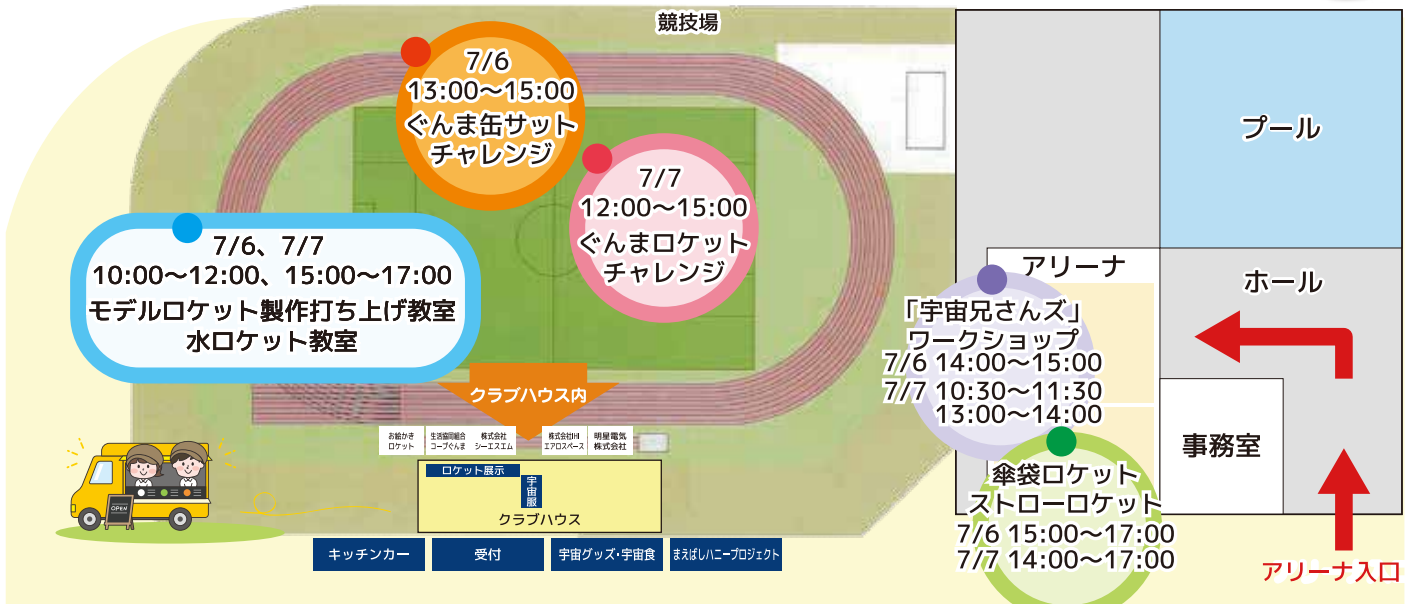 競技場
7/6
13:00～15:00
ぐんま缶サット
チャレンジ
7/7
12:00～15:00
ぐんまロケット
チャレンジ
7/6、7/7
10:00～12:00、15:00～17:00
モデルロケット製作打ち上げ教室
水ロケット教室
プール
アリーナ
ホール
「宇宙兄さんズ」
ワークショップ
7/6 14:00～15:00
7/7 10:30～11:30
13:00～14:00
事務室
傘袋ロケット
ストローロケット
7/6 15:00～17:00
7/7 14:00～17:00
アリーナ入口
クラブハウス内
お絵かき
ロケット
生活協同組合
コープぐんま
株式会社
シーエスエム
株式会社IHI
エアロスペース
明星電気
株式会社
ロケット展示
宇宙服
クラブハウス
OPEN
キッチンカー
受付
宇宙グッズ・宇宙食
まえばしハニープロジェクト